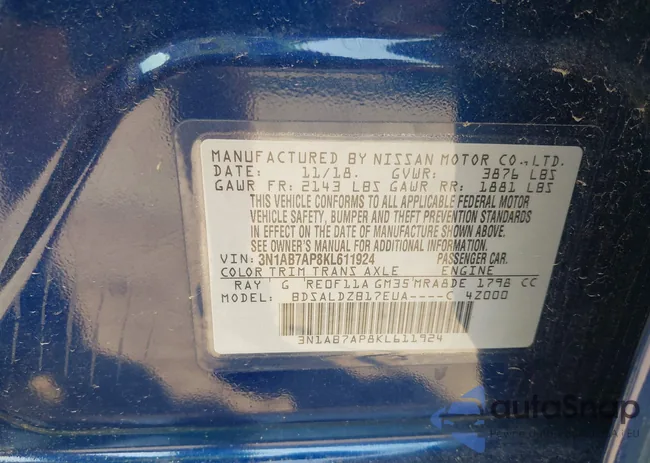 MANUFACTURED BY NISSAN MOTOR CO., LTD.
DATE: 11/18. GVWR: 3876 LBS
GAWR FR: 2143 LBS GAWR RR: 1881 LBS
THIS VEHICLE CONFORMS TO ALL APPLICABLE FEDERAL MOTOR
VEHICLE SAFETY, BUMPER AND THEFT PREVENTION STANDARDS
IN EFFECT ON THE DATE OF MANUFACTURE SHOWN ABOVE.
SEE OWNER'S MANUAL FOR ADDITIONAL INFORMATION.
VIN: 3N1AB7AP8KL611924 PASSENGER CAR.
COLOR TRIM TRANS AXLE ENGINE
RAY G RE0F11A GM35 MRA8DE 1798 CC
MODEL: BDSALDZB17EUA----C 4Z000
3N1AB7AP8KL611924
autoSnap